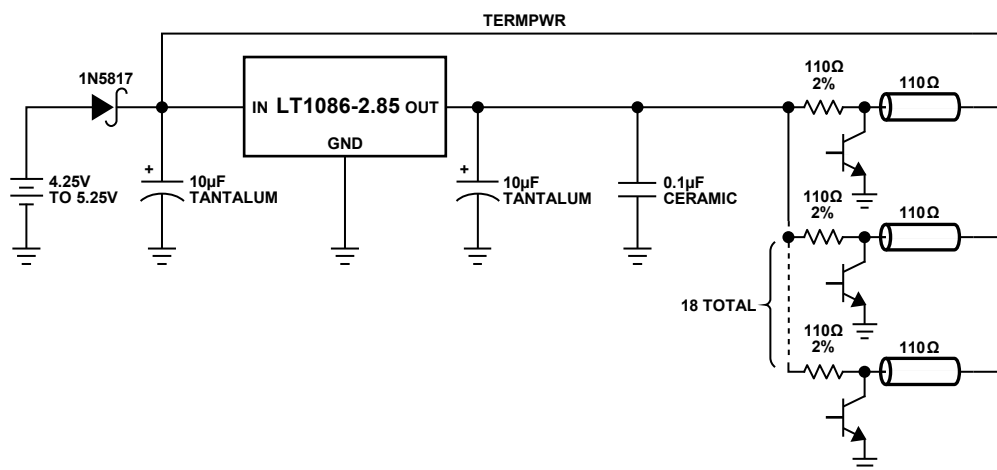 TERMPWR
1N5817
IN LT1086-2.85 OUT
GND
4.25V
TO 5.25V
+
10µF
TANTALUM
+
10µF
TANTALUM
0.1µF
CERAMIC
110Ω
2%
110Ω
110Ω
2%
110Ω
18 TOTAL
110Ω
2%
110Ω